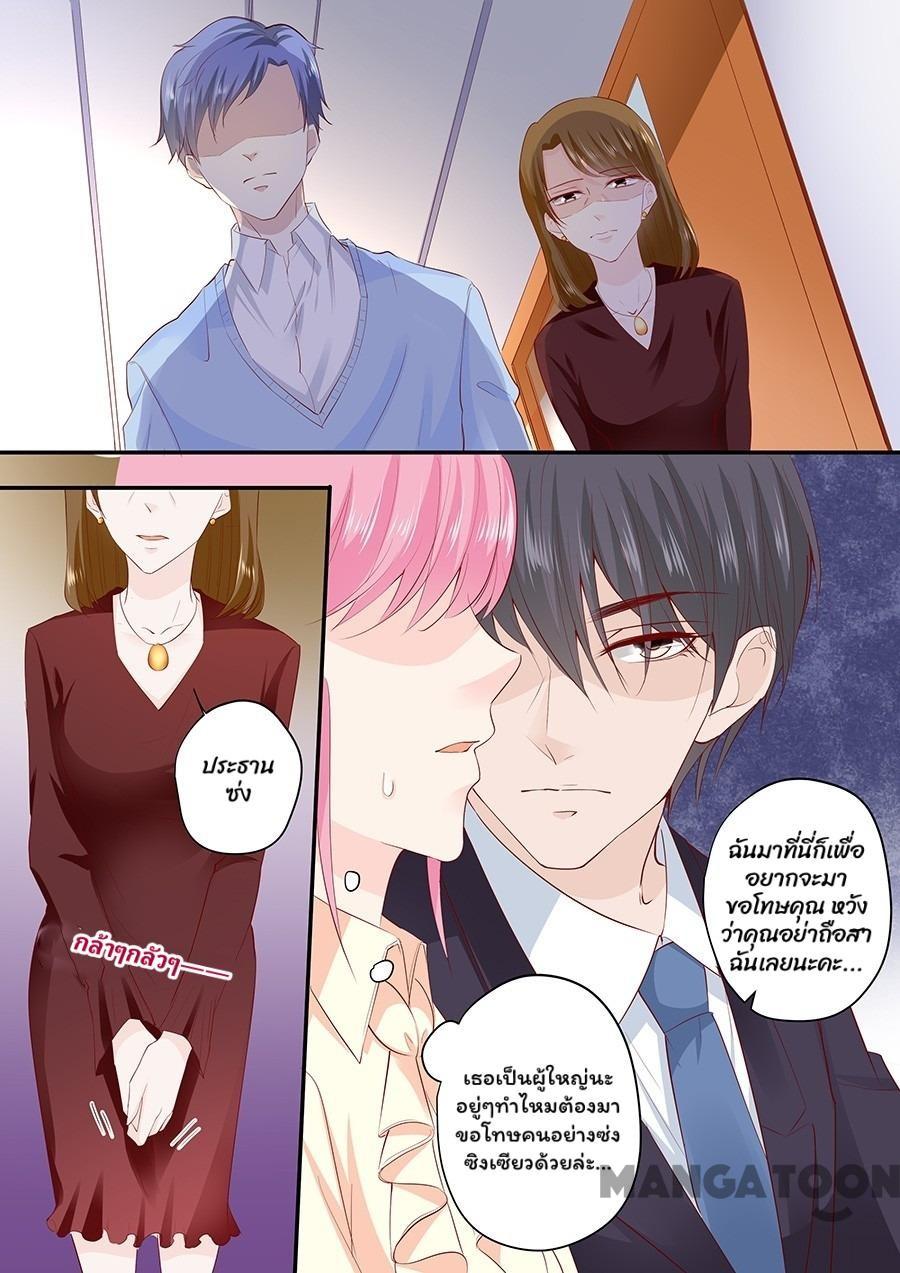 ประธาน
ซ่ง
กล้าๆกลัวๆ——
ฉันมาที่นี่ก็เพื่อ
อยากจะมา
ขอโทษคุณ หวัง
ว่าคุณอย่าถือสา
ฉันเลยนะคะ...
เธอเป็นผู้ใหญ่นะ
อยู่ๆทำไหมต้องมา
ขอโทษคนอย่างซ่ง
ซิงเซียวด้วยล่ะ...
MANGATOON